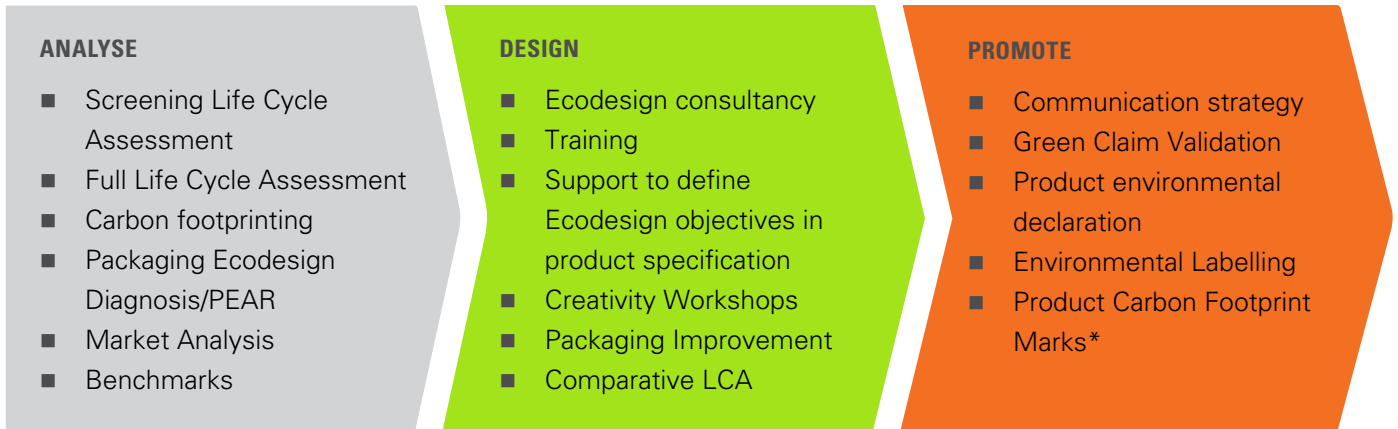 ANALYSE
■ Screening Life Cycle
Assessment
■ Full Life Cycle Assessment
■ Carbon footprinting
■ Packaging Ecodesign
Diagnosis/PEAR
■ Market Analysis
■ Benchmarks
DESIGN
■ Ecodesign consultancy
■ Training
■ Support to define
Ecodesign objectives in
product specification
■ Creativity Workshops
■ Packaging Improvement
■ Comparative LCA
PROMOTE
■ Communication strategy
■ Green Claim Validation
■ Product environmental
declaration
■ Environmental Labelling
■ Product Carbon Footprint
Marks*